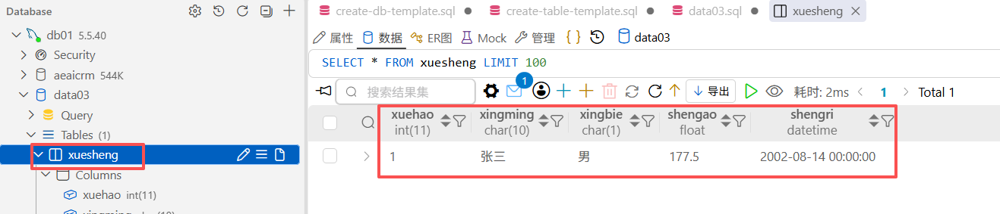 Database
db01 5.5.40
Security
aeaicrm 544K
data03
Query
Tables (1)
xuesheng
Columns
xuehao int(11)
create-db-template.sql create-table-template.sql data03.sql xuesheng
属性 数据 ER图 Mock 管理 {} data03
SELECT * FROM xuesheng LIMIT 100
搜索结果集 1 导出 耗时: 2ms 1 Total 1
xuehao xingming xingbie shengao shengri
int(11) char(10) char(1) float datetime
1 张三 男 177.5 2002-08-14 00:00:00